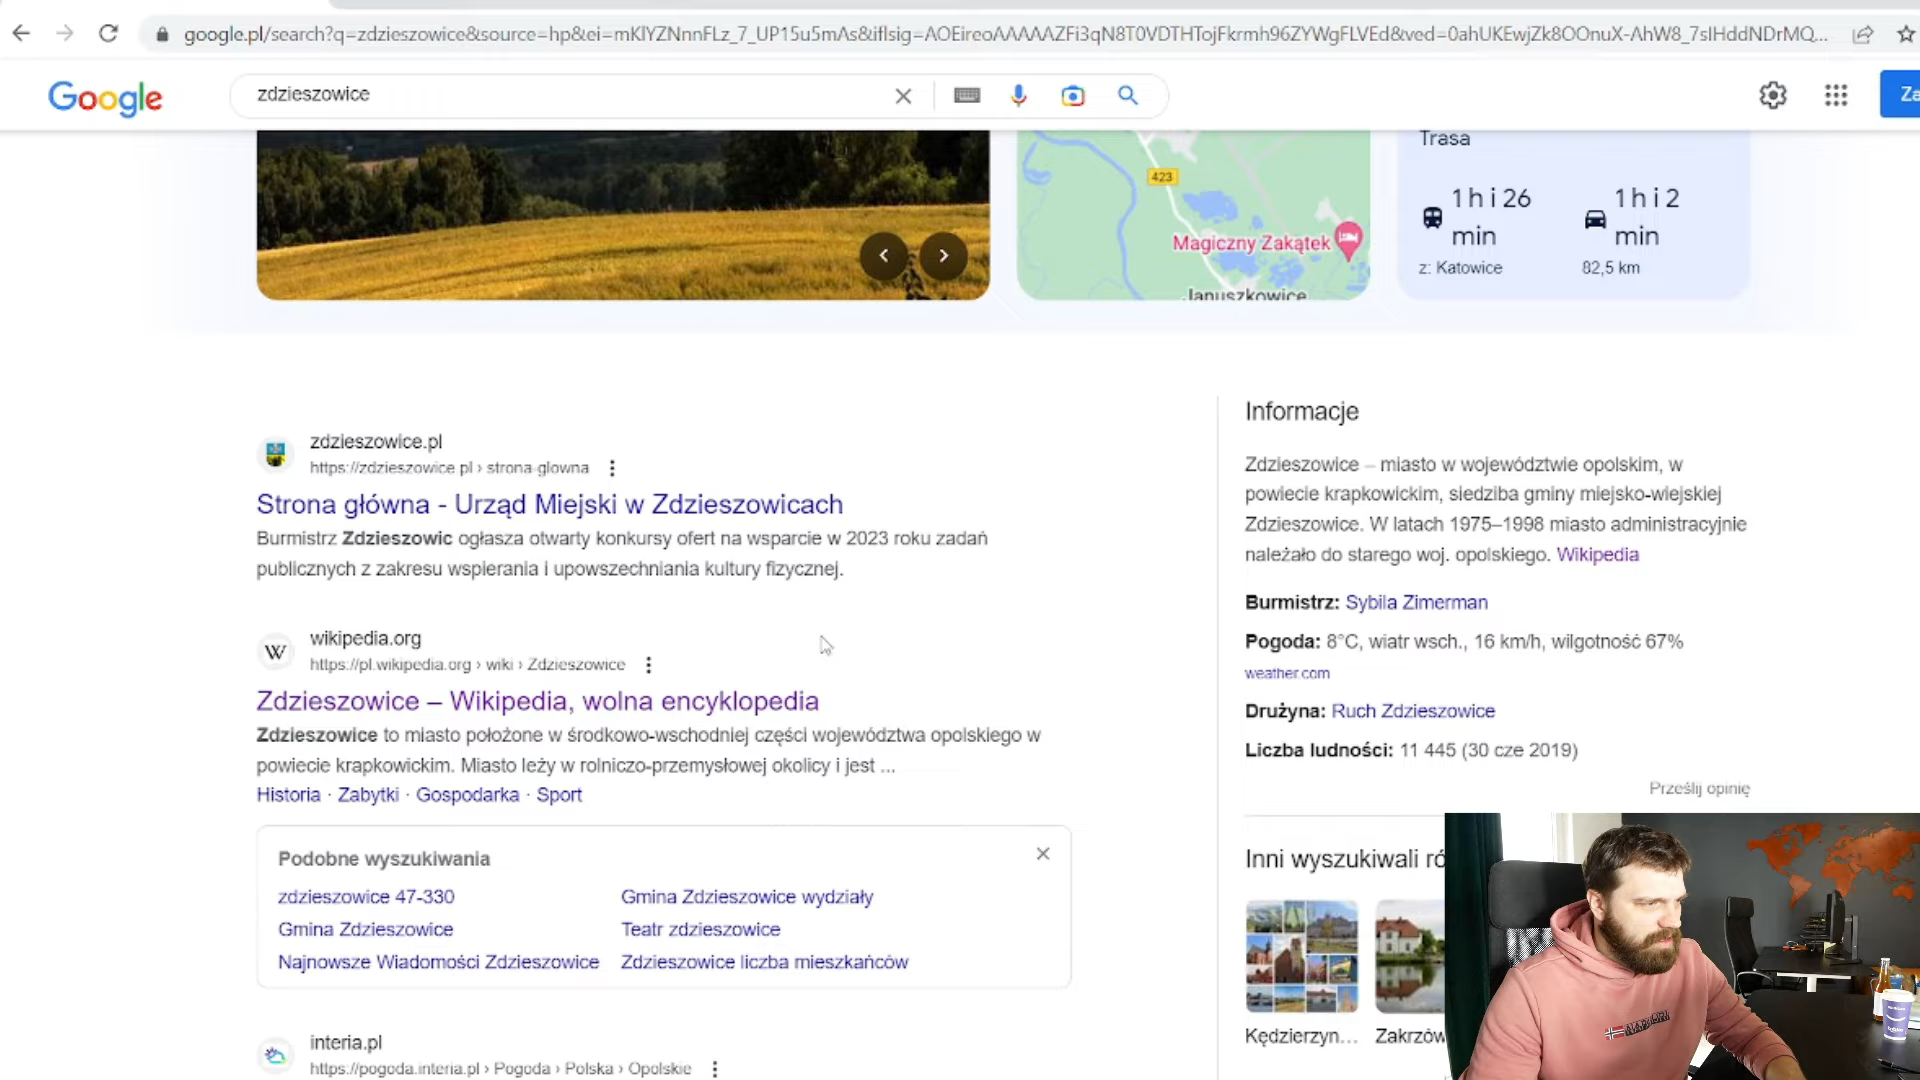 google.pl/search?q=zdzieszowice&source=hp&ei=mKlYZNnnFLz_7_UP15u5mAs&iflsig=AOEireoAAAAAZFi3qN8T0VDTHTojFkrmh96ZYWgFLVEd&ved=0ahUKEwjZk8OOnuX-AhW8_7sIHddNDrMQ...
Google
zdzieszowice
Za
423
Magiczny Zakątek
Januszkowice
Trasa
1 h i 26 min
z: Katowice
1 h i 2 min
82,5 km
zdzieszowice.pl
https://zdzieszowice.pl › strona-glowna
Strona główna - Urząd Miejski w Zdzieszowicach
Burmistrz Zdzieszowic ogłasza otwarty konkursy ofert na wsparcie w 2023 roku zadań
publicznych z zakresu wspierania i upowszechniania kultury fizycznej.
W
wikipedia.org
https://pl.wikipedia.org › wiki › Zdzieszowice
Zdzieszowice – Wikipedia, wolna encyklopedia
Zdzieszowice to miasto położone w środkowo-wschodniej części województwa opolskiego w
powiecie krapkowickim. Miasto leży w rolniczo-przemysłowej okolicy i jest ...
Historia · Zabytki · Gospodarka · Sport
Podobne wyszukiwania
zdzieszowice 47-330
Gmina Zdzieszowice wydziały
Gmina Zdzieszowice
Teatr zdzieszowice
Najnowsze Wiadomości Zdzieszowice
Zdzieszowice liczba mieszkańców
interia.pl
https://pogoda.interia.pl › Pogoda › Polska › Opolskie
Informacje
Zdzieszowice – miasto w województwie opolskim, w
powiecie krapkowickim, siedziba gminy miejsko-wiejskiej
Zdzieszowice. W latach 1975–1998 miasto administracyjnie
należało do starego woj. opolskiego. Wikipedia
Burmistrz: Sybila Zimerman
Pogoda: 8°C, wiatr wsch., 16 km/h, wilgotność 67%
weather.com
Drużyna: Ruch Zdzieszowice
Liczba ludności: 11 445 (30 cze 2019)
Prześlij opinię
Inni wyszukiwali ró
Kędzierzyn...
Zakrzów